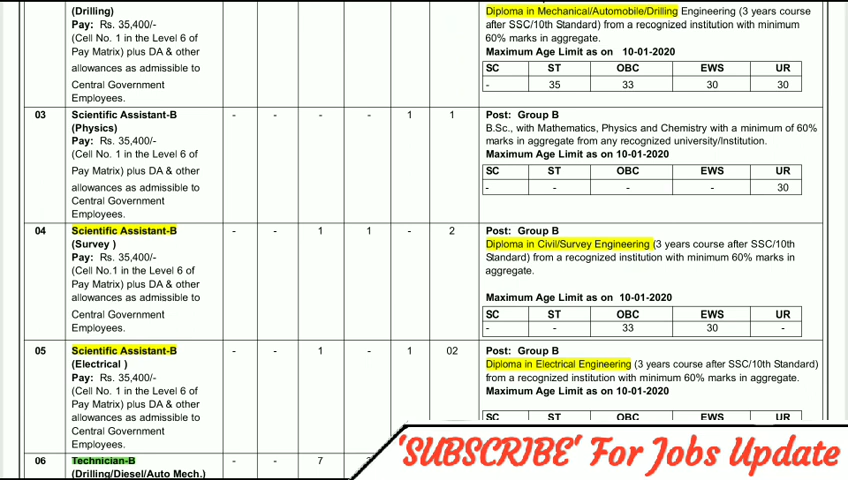 (Drilling)
Pay: Rs. 35,400/-
(Cell No. 1 in the Level 6 of
Pay Matrix) plus DA & other
allowances as admissible to
Central Government
Employees.
Diploma in Mechanical/Automobile/Drilling Engineering (3 years course
after SSC/10th Standard) from a recognized institution with minimum
60% marks in aggregate.
Maximum Age Limit as on 10-01-2020
SC ST OBC EWS UR
- 35 33 30 30
03 Scientific Assistant-B - - - - 1 1
(Physics)
Pay: Rs. 35,400/-
(Cell No. 1 in the Level 6 of
Pay Matrix) plus DA & other
allowances as admissible to
Central Government
Employees.
Post: Group B
B.Sc., with Mathematics, Physics and Chemistry with a minimum of 60%
marks in aggregate from any recognized university/Institution.
Maximum Age Limit as on 10-01-2020
SC ST OBC EWS UR
- - - - 30
04 Scientific Assistant-B - - 1 1 - 2
(Survey )
Pay: Rs. 35,400/-
(Cell No.1 in the Level 6 of
Pay Matrix) plus DA & other
allowances as admissible to
Central Government
Employees.
Post: Group B
Diploma in Civil/Survey Engineering (3 years course after SSC/10th
Standard) from a recognized institution with minimum 60% marks in
aggregate.
Maximum Age Limit as on 10-01-2020
SC ST OBC EWS UR
- - 33 30 -
05 Scientific Assistant-B - - 1 - 1 02
(Electrical )
Pay: Rs. 35,400/-
(Cell No. 1 in the Level 6 of
Pay Matrix) plus DA & other
allowances as admissible to
Central Government
Employees.
Post: Group B
Diploma in Electrical Engineering (3 years course after SSC/10th Standard)
from a recognized institution with minimum 60% marks in aggregate.
Maximum Age Limit as on 10-01-2020
SC ST OBC EWS UR
06 Technician-B - - 7
(Drilling/Diesel/Auto Mech.)
'SUBSCRIBE' For Jobs Update